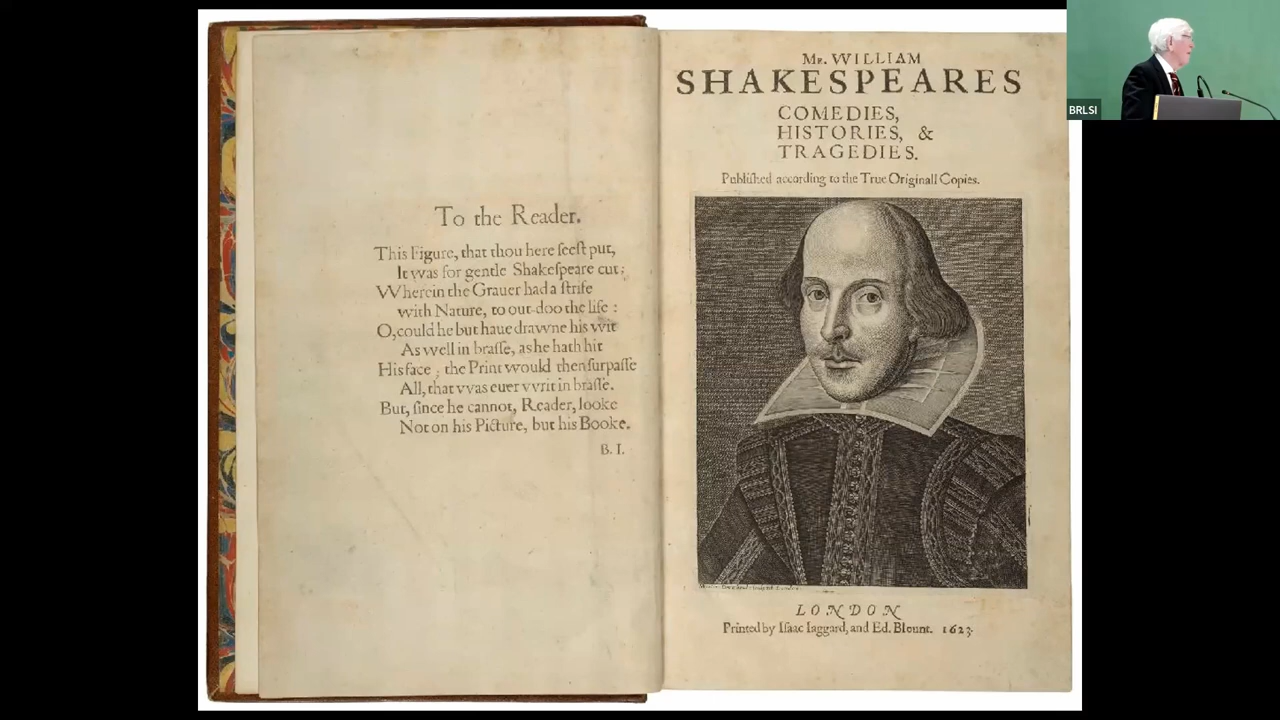 To the Reader.
This Figure, that thou here seest put,
It was for gentle Shakespeare cut;
Wherein the Grauer had a strife
with Nature, to out-doo the life :
O, could he but haue drawne his wit
As well in brasse, as he hath hit
His face ; the Print would then surpasse
All, that vvas euer vvrit in brasse.
But, since he cannot, Reader, looke
Not on his Picture, but his Booke.
B. I.
Mr. WILLIAM
SHAKESPEARES
COMEDIES,
HISTORIES, &
TRAGEDIES.
Published according to the True Originall Copies.
LONDON
Printed by Isaac Iaggard, and Ed. Blount. 1623.
BRLSI